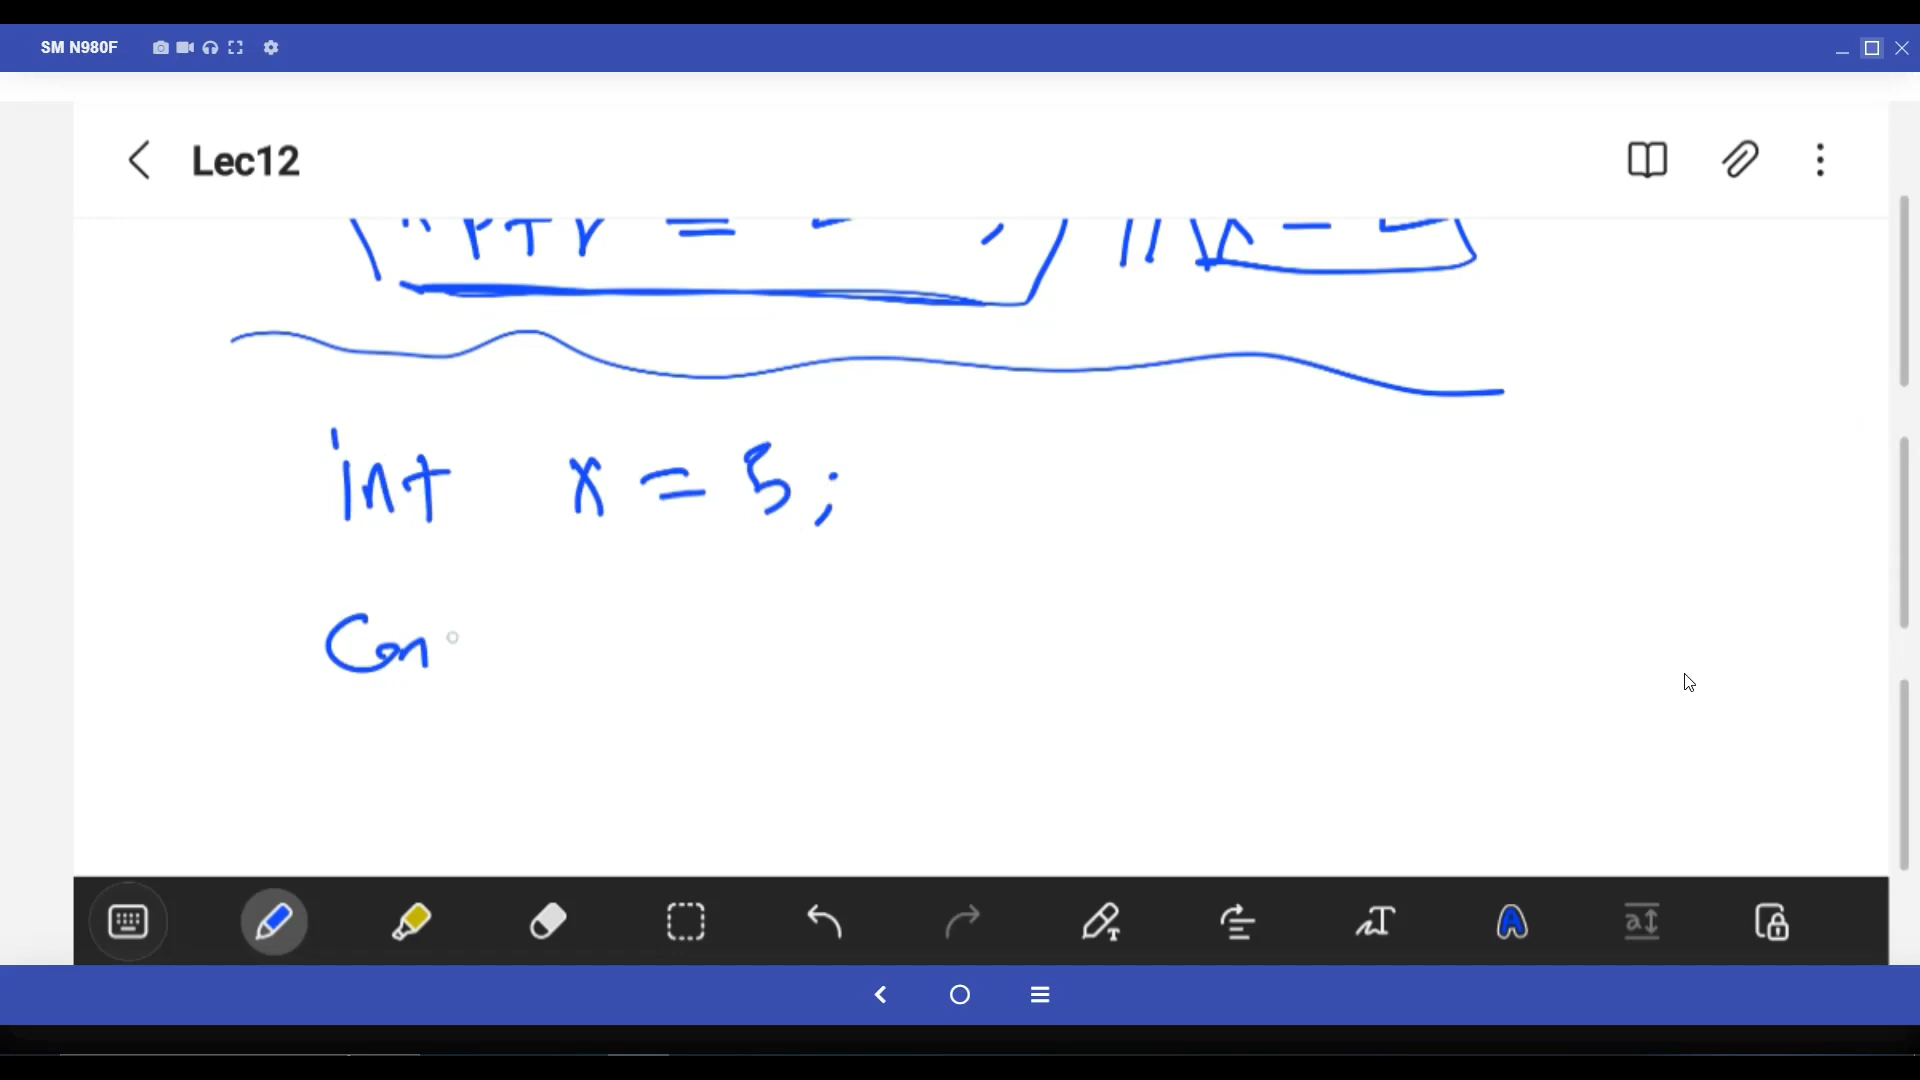 SM N980F
Lec12
int x = 5;
Con